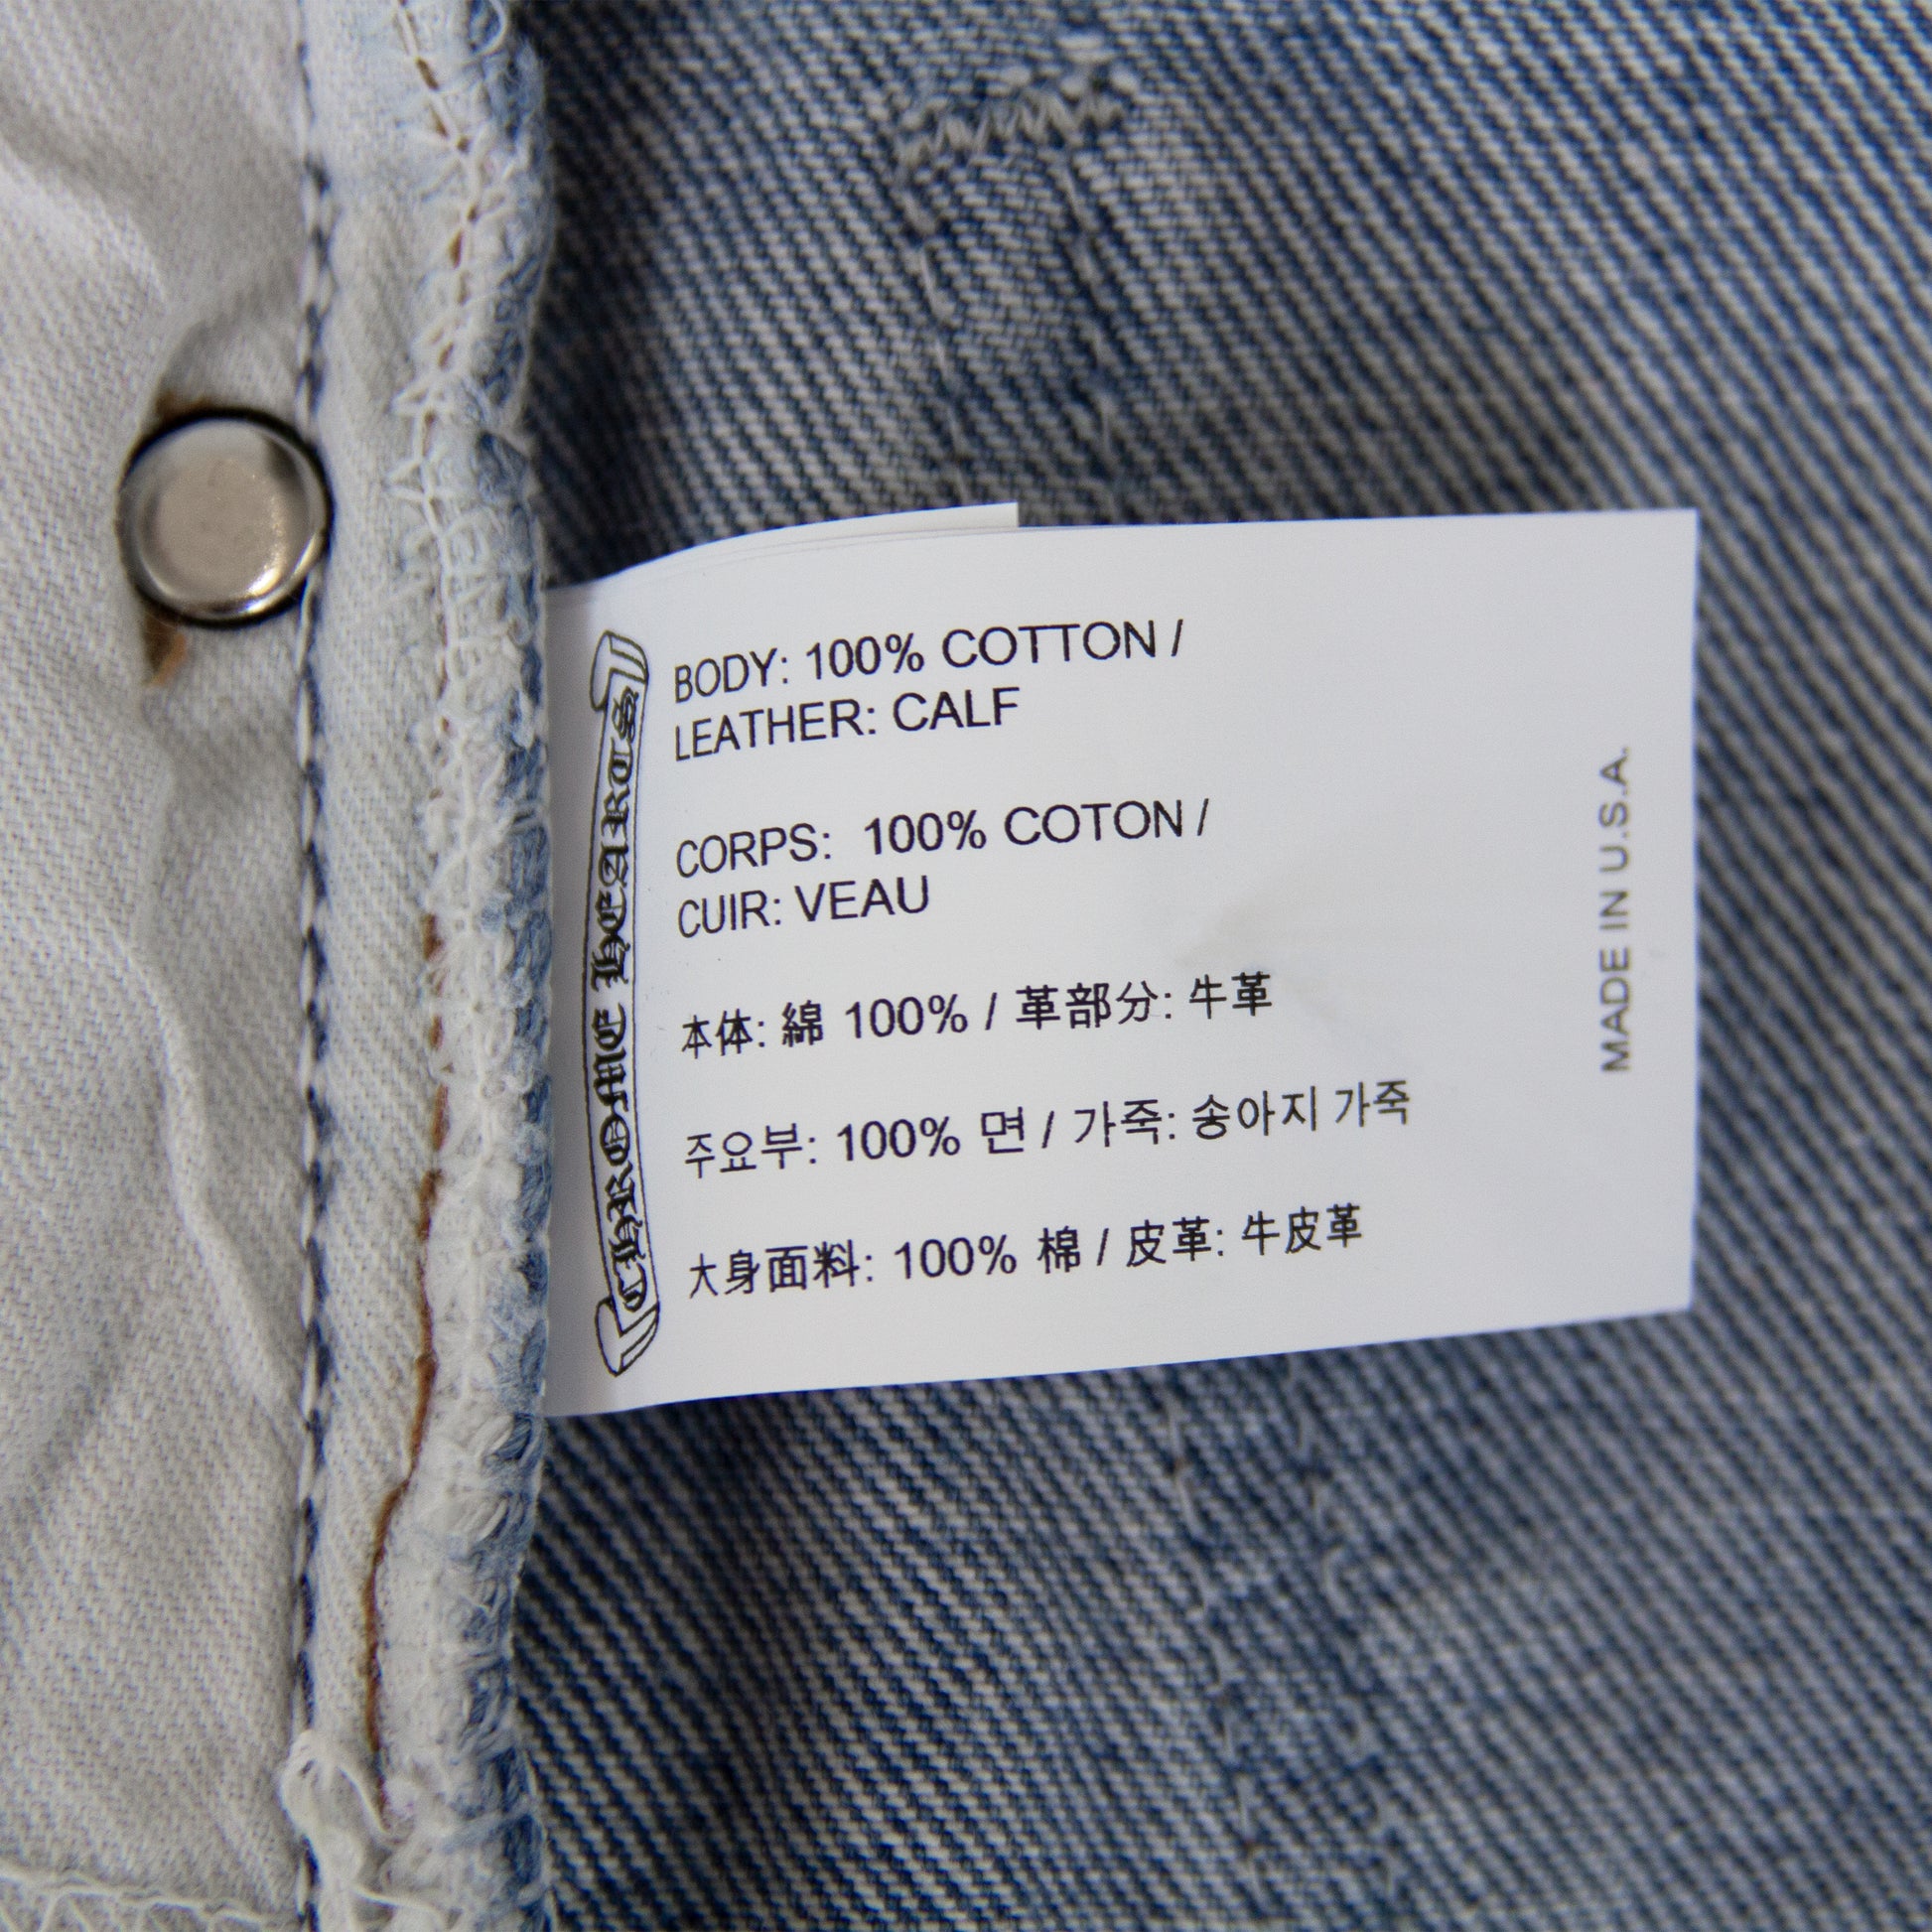 CHROME HEARTS
BODY: 100% COTTON /
LEATHER: CALF
CORPS: 100% COTON /
CUIR: VEAU
本体: 綿 100% / 革部分: 牛革
주요부: 100% 면 / 가죽: 송아지 가죽
大身面料: 100% 棉 / 皮革: 牛皮革
MADE IN U.S.A.